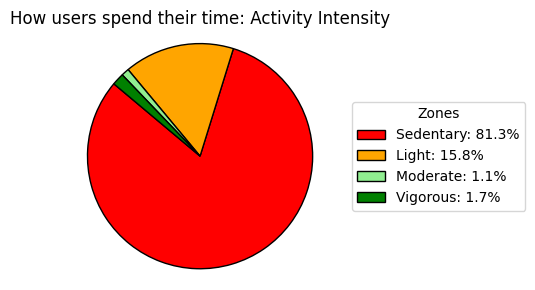 How users spend their time: Activity Intensity
Zones
Sedentary: 81.3%
Light: 15.8%
Moderate: 1.1%
Vigorous: 1.7%